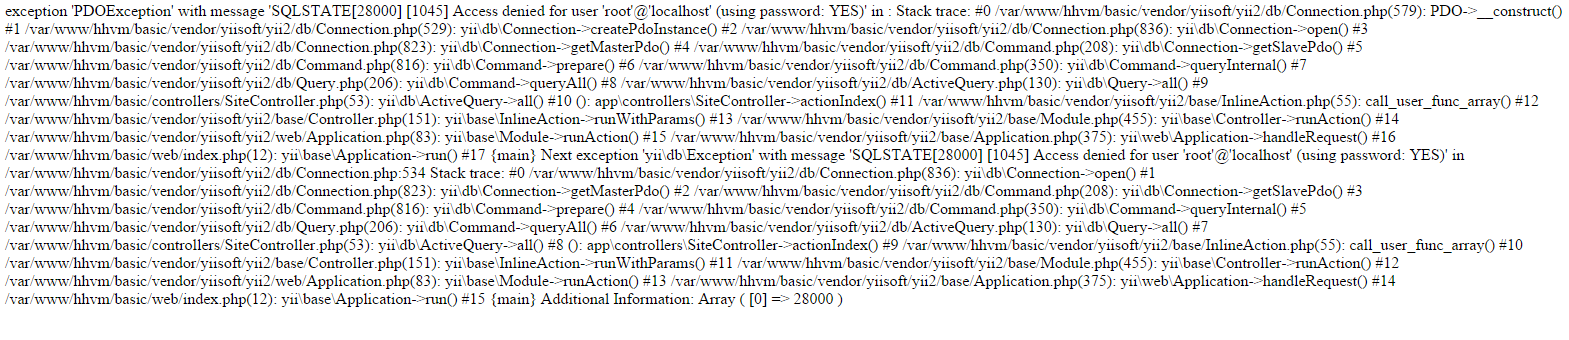 exception 'PDOException' with message 'SQLSTATE[28000] [1045] Access denied for user 'root'@'localhost' (using password: YES)' in : Stack trace: #0 /var/www/hhvm/basic/vendor/yiisoft/yii2/db/Connection.php(579): PDO->__construct()
#1 /var/www/hhvm/basic/vendor/yiisoft/yii2/db/Connection.php(529): yii\db\Connection->createPdoInstance() #2 /var/www/hhvm/basic/vendor/yiisoft/yii2/db/Connection.php(836): yii\db\Connection->open() #3
/var/www/hhvm/basic/vendor/yiisoft/yii2/db/Connection.php(823): yii\db\Connection->getMasterPdo() #4 /var/www/hhvm/basic/vendor/yiisoft/yii2/db/Command.php(208): yii\db\Connection->getSlavePdo() #5
/var/www/hhvm/basic/vendor/yiisoft/yii2/db/Command.php(816): yii\db\Command->prepare() #6 /var/www/hhvm/basic/vendor/yiisoft/yii2/db/Command.php(350): yii\db\Command->queryInternal() #7
/var/www/hhvm/basic/vendor/yiisoft/yii2/db/Query.php(206): yii\db\Command->queryAll() #8 /var/www/hhvm/basic/vendor/yiisoft/yii2/db/ActiveQuery.php(130): yii\db\Query->all() #9
/var/www/hhvm/basic/controllers/SiteController.php(53): yii\db\ActiveQuery->all() #10 (): app\controllers\SiteController->actionIndex() #11 /var/www/hhvm/basic/vendor/yiisoft/yii2/base/InlineAction.php(55): call_user_func_array() #12
/var/www/hhvm/basic/vendor/yiisoft/yii2/base/Controller.php(151): yii\base\InlineAction->runWithParams() #13 /var/www/hhvm/basic/vendor/yiisoft/yii2/base/Module.php(455): yii\base\Controller->runAction() #14
/var/www/hhvm/basic/vendor/yiisoft/yii2/web/Application.php(83): yii\base\Module->runAction() #15 /var/www/hhvm/basic/vendor/yiisoft/yii2/base/Application.php(375): yii\web\Application->handleRequest() #16
/var/www/hhvm/basic/web/index.php(12): yii\base\Application->run() #17 {main} Next exception 'yii\db\Exception' with message 'SQLSTATE[28000] [1045] Access denied for user 'root'@'localhost' (using password: YES)' in
/var/www/hhvm/basic/vendor/yiisoft/yii2/db/Connection.php:534 Stack trace: #0 /var/www/hhvm/basic/vendor/yiisoft/yii2/db/Connection.php(836): yii\db\Connection->open() #1
/var/www/hhvm/basic/vendor/yiisoft/yii2/db/Connection.php(823): yii\db\Connection->getMasterPdo() #2 /var/www/hhvm/basic/vendor/yiisoft/yii2/db/Command.php(208): yii\db\Connection->getSlavePdo() #3
/var/www/hhvm/basic/vendor/yiisoft/yii2/db/Command.php(816): yii\db\Command->prepare() #4 /var/www/hhvm/basic/vendor/yiisoft/yii2/db/Command.php(350): yii\db\Command->queryInternal() #5
/var/www/hhvm/basic/vendor/yiisoft/yii2/db/Query.php(206): yii\db\Command->queryAll() #6 /var/www/hhvm/basic/vendor/yiisoft/yii2/db/ActiveQuery.php(130): yii\db\Query->all() #7
/var/www/hhvm/basic/controllers/SiteController.php(53): yii\db\ActiveQuery->all() #8 (): app\controllers\SiteController->actionIndex() #9 /var/www/hhvm/basic/vendor/yiisoft/yii2/base/InlineAction.php(55): call_user_func_array() #10
/var/www/hhvm/basic/vendor/yiisoft/yii2/base/Controller.php(151): yii\base\InlineAction->runWithParams() #11 /var/www/hhvm/basic/vendor/yiisoft/yii2/base/Module.php(455): yii\base\Controller->runAction() #12
/var/www/hhvm/basic/vendor/yiisoft/yii2/web/Application.php(83): yii\base\Module->runAction() #13 /var/www/hhvm/basic/vendor/yiisoft/yii2/base/Application.php(375): yii\web\Application->handleRequest() #14
/var/www/hhvm/basic/web/index.php(12): yii\base\Application->run() #15 {main} Additional Information: Array ( [0] => 28000 )